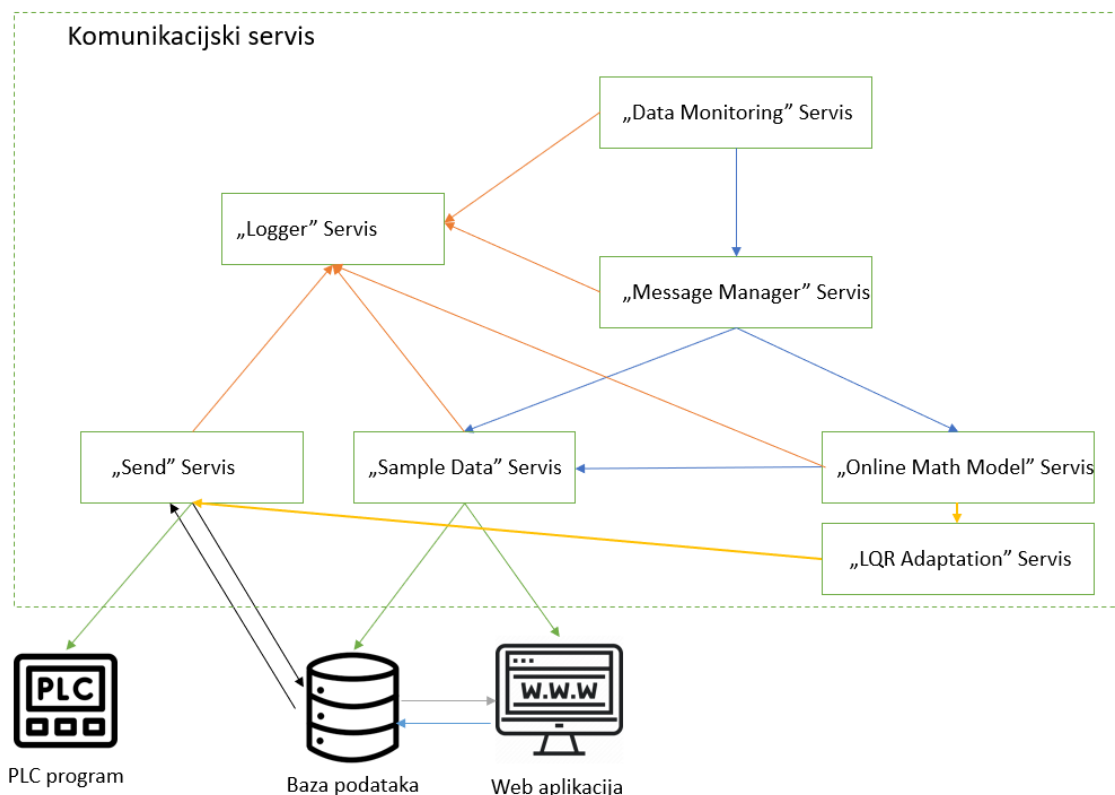 Komunikacijski servis
„Data Monitoring” Servis
„Logger” Servis
„Message Manager” Servis
„Send” Servis
„Sample Data” Servis
„Online Math Model” Servis
„LQR Adaptation” Servis
PLC
W.W.W
PLC program
Baza podataka
Web aplikacija